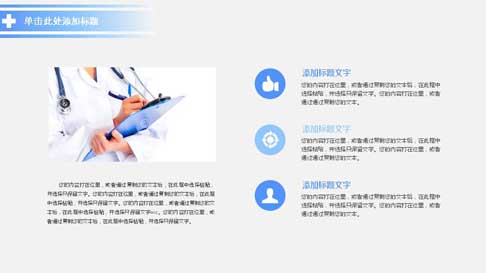 单击此处添加标题
添加标题文字
您的内容打在这里，或者通过复制您的文本后，在此框中
选择粘贴，并选择只保留文字。您的内容打在这里，或者
通过通过复制您的文本。
添加标题文字
您的内容打在这里，或者通过复制您的文本后，在此框中
选择粘贴，并选择只保留文字。您的内容打在这里，或者
通过通过复制您的文本。
添加标题文字
您的内容打在这里，或者通过复制您的文本后，在此框中
选择粘贴，并选择只保留文字。您的内容打在这里，或者
通过通过复制您的文本。
您的内容打在这里，或者通过复制您的文本后，在此框中选择粘贴，
并选择只保留文字。您的内容打在这里，或者通过复制您的文本后，在此框
中选择粘贴，并选择只保留文字。您的内容打在这里，或者通过复制您的文
本后，在此框中选择粘贴，并选择只保留文字。您的内容打在这里，或
者通过复制您的文本后，在此框中选择粘贴，并选择只保留文字。